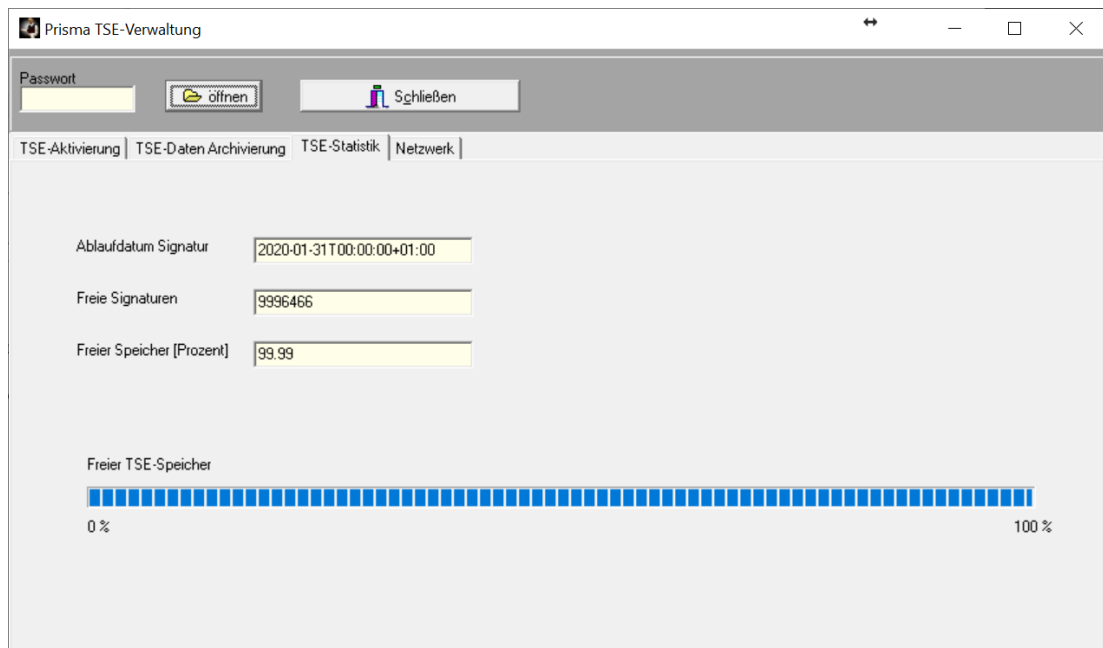 Prisma TSE-Verwaltung
Passwort
öffnen
Schließen
TSE-Aktivierung TSE-Daten Archivierung TSE-Statistik Netzwerk
Ablaufdatum Signatur 2020-01-31T00:00:00+01:00
Freie Signaturen 9996466
Freier Speicher [Prozent] 99.99
Freier TSE-Speicher
0 % 100 %